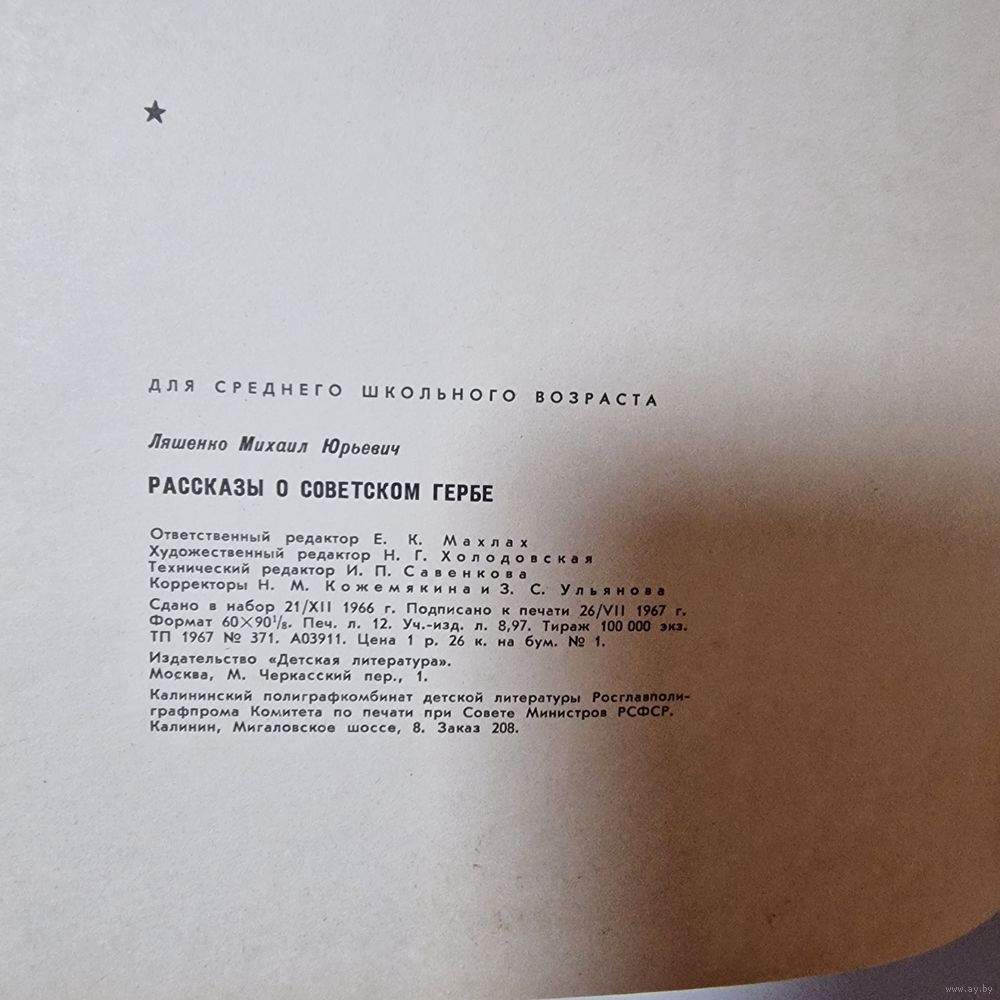 ★
ДЛЯ СРЕДНЕГО ШКОЛЬНОГО ВОЗРАСТА
Ляшенко Михаил Юрьевич
РАССКАЗЫ О СОВЕТСКОМ ГЕРБЕ
Ответственный редактор Е. К. Махлах
Художественный редактор Н. Г. Холодовская
Технический редактор И. П. Савенкова
Корректоры Н. М. Кожемякина и З. С. Ульянова
Сдано в набор 21/XII 1966 г. Подписано к печати 26/VII 1967 г.
Формат 60×90¹/₈. Печ. л. 12. Уч.-изд. л. 8,97. Тираж 100 000 экз.
ТП 1967 № 371. А03911. Цена 1 р. 26 к. на бум. № 1.
Издательство «Детская литература».
Москва, М. Черкасский пер., 1.
Калининский полиграфкомбинат детской литературы Росглавполи-
графпрома Комитета по печати при Совете Министров РСФСР.
Калинин, Мигаловское шоссе, 8. Заказ 208.
www.ay.by